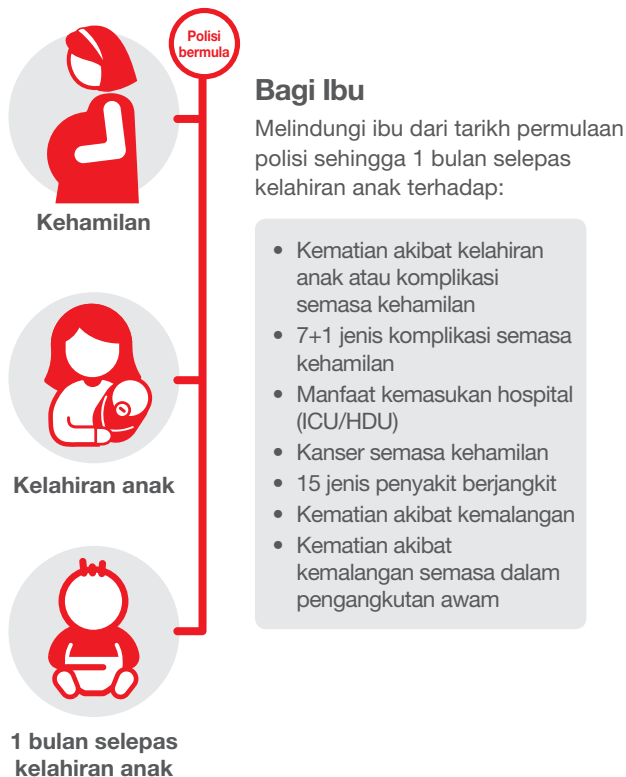 Polisi
bermula
Kehamilan
Kelahiran anak
1 bulan selepas
kelahiran anak
Bagi Ibu
Melindungi ibu dari tarikh permulaan
polisi sehingga 1 bulan selepas
kelahiran anak terhadap:
• Kematian akibat kelahiran
anak atau komplikasi
semasa kehamilan
• 7+1 jenis komplikasi semasa
kehamilan
• Manfaat kemasukan hospital
(ICU/HDU)
• Kanser semasa kehamilan
• 15 jenis penyakit berjangkit
• Kematian akibat kemalangan
• Kematian akibat
kemalangan semasa dalam
pengangkutan awam